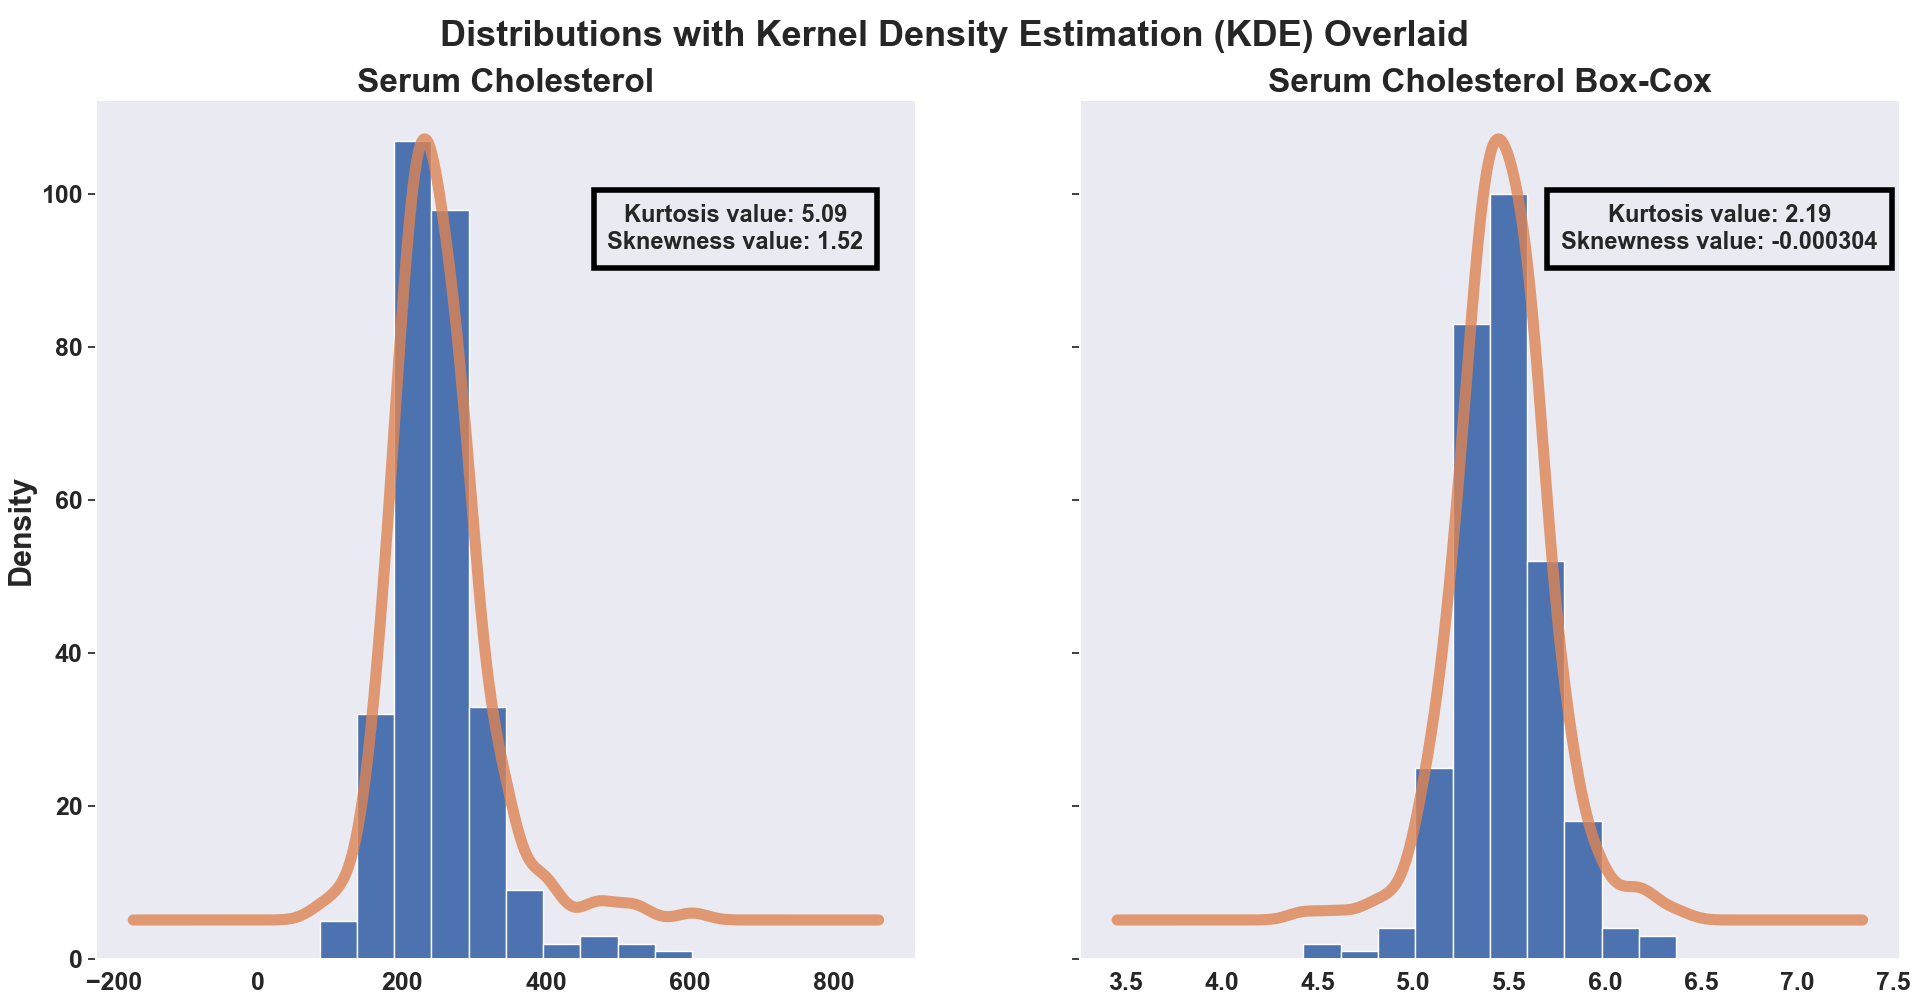 Distributions with Kernel Density Estimation (KDE) Overlaid
Serum Cholesterol
Kurtosis value: 5.09
Sknewness value: 1.52
Density
100
80
60
40
20
0
−200 0 200 400 600 800
Serum Cholesterol Box-Cox
Kurtosis value: 2.19
Sknewness value: -0.000304
3.5 4.0 4.5 5.0 5.5 6.0 6.5 7.0 7.5